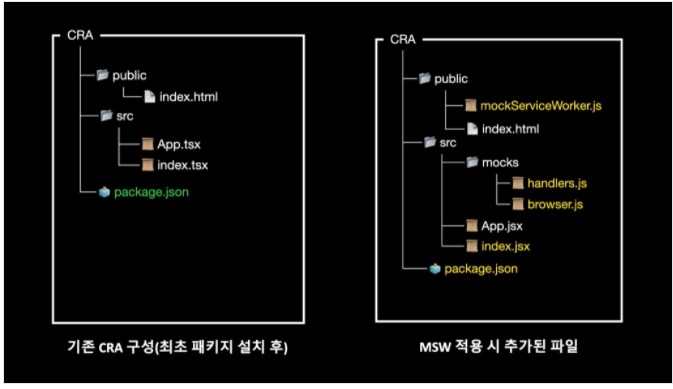 CRA
public
index.html
src
App.tsx
index.tsx
package.json
기존 CRA 구성(최초 패키지 설치 후)
CRA
public
mockServiceWorker.js
index.html
src
mocks
handlers.js
browser.js
App.jsx
index.jsx
package.json
MSW 적용 시 추가된 파일